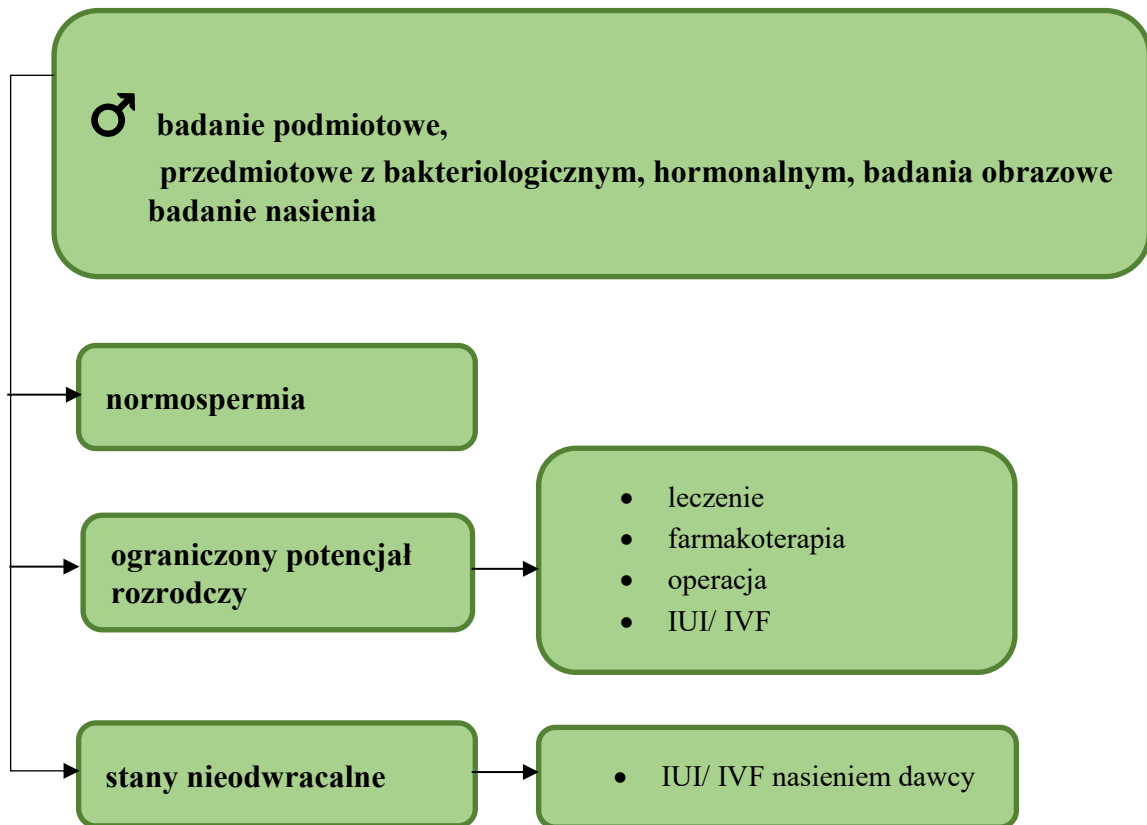 ♂ badanie podmiotowe,
przedmiotowe z bakteriologicznym, hormonalnym, badania obrazowe
badanie nasienia
normospermia
ograniczony potencjał
rozrodczy
• leczenie
• farmakoterapia
• operacja
• IUI/ IVF
stany nieodwracalne
• IUI/ IVF nasieniem dawcy